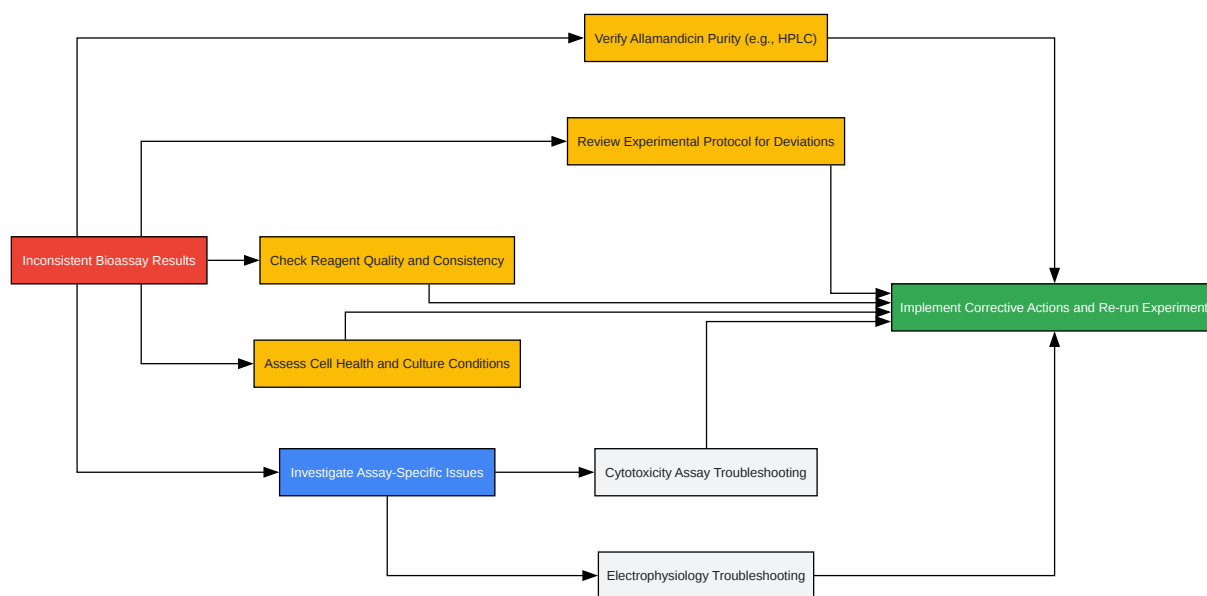 Verify Allamandicin Purity (e.g., HPLC)
Review Experimental Protocol for Deviations
Inconsistent Bioassay Results
Check Reagent Quality and Consistency
Implement Corrective Actions and Re-run Experiment
Assess Cell Health and Culture Conditions
Investigate Assay-Specific Issues
Cytotoxicity Assay Troubleshooting
Electrophysiology Troubleshooting